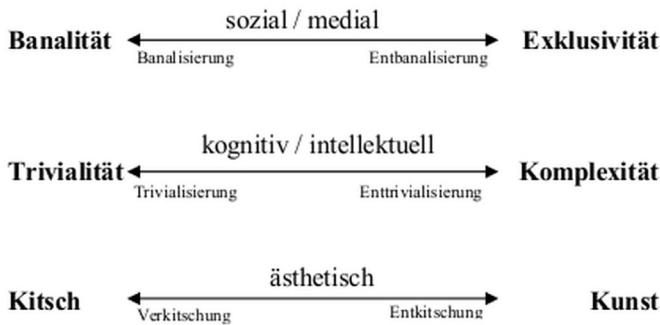 sozial / medial
Banalität Exklusivität
Banalisierung Entbanalisierung
kognitiv / intellektuell
Trivialität Komplexität
Trivialisierung Enttrivialisierung
ästhetisch
Kitsch Kunst
Verkitschung Entkitschung